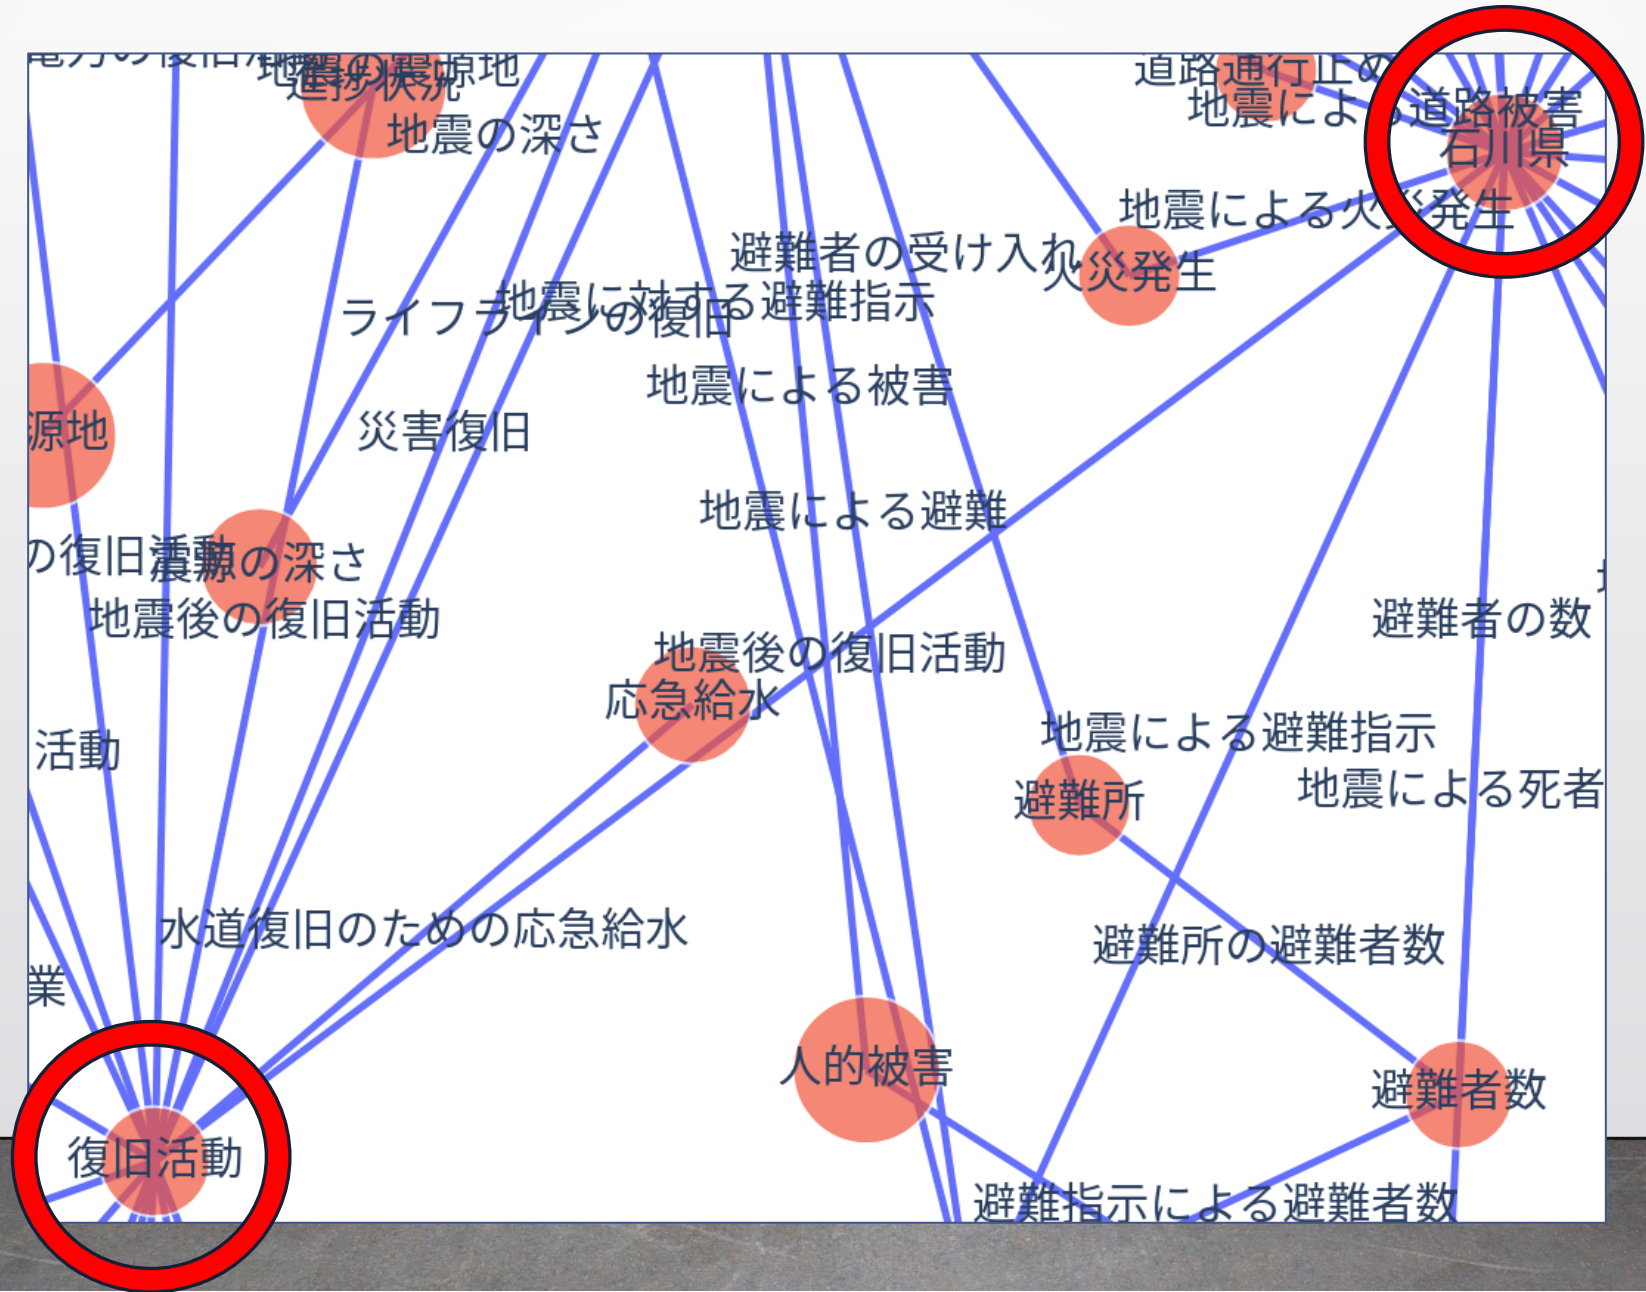 道路通行止め
進捗状況
地震による道路被害
地震の深さ
石川県
地震による火災発生
避難者の受け入れ
火災発生
地震に対する避難指示
ライフラインの復旧
地震による被害
源地
災害復旧
地震による避難
の復旧活動
震源の深さ
地震後の復旧活動
避難者の数
地震後の復旧活動
応急給水
地震による避難指示
活動
地震による死者
避難所
水道復旧のための応急給水
避難所の避難者数
業
人的被害
避難者数
復旧活動
避難指示による避難者数